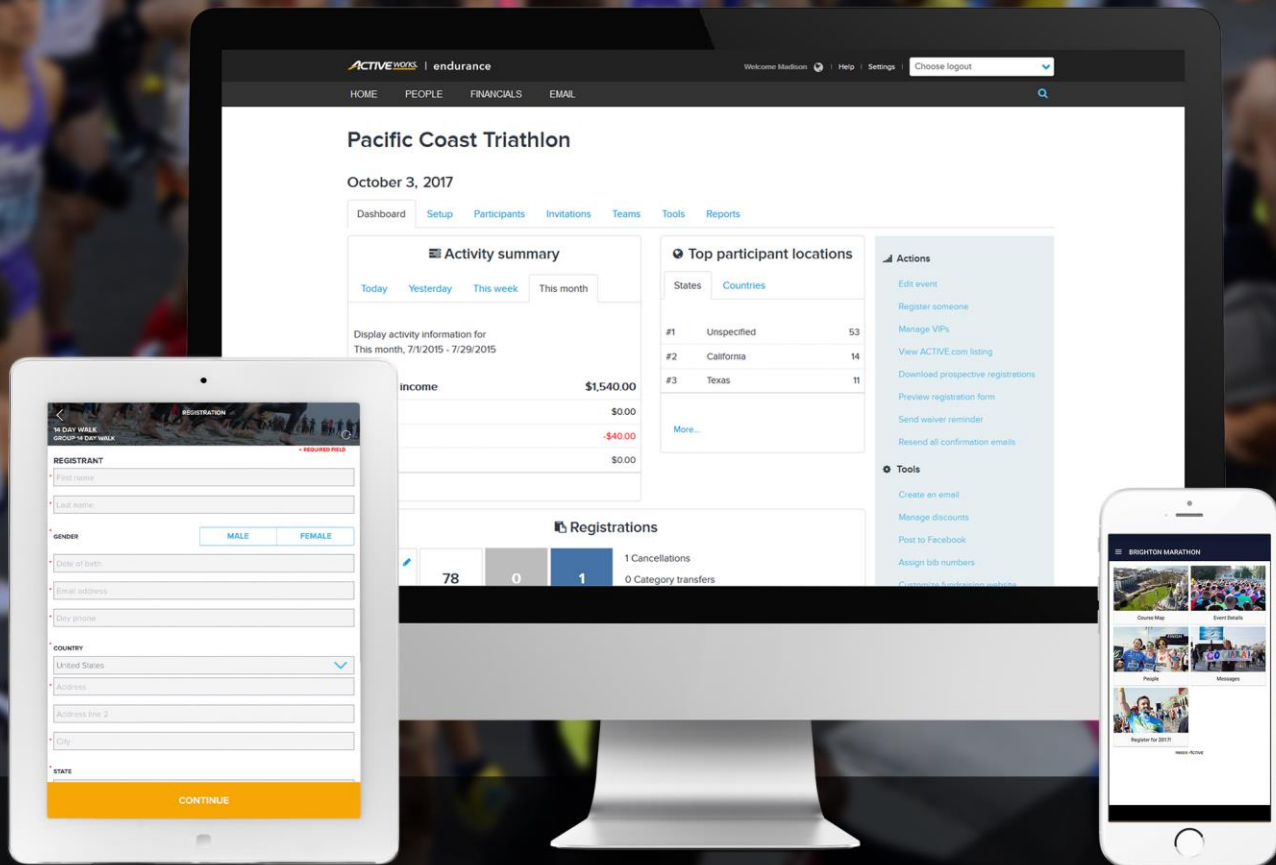 ACTIVEworks. | endurance
Welcome Madison | Help | Settings | Choose logout
HOME PEOPLE FINANCIALS EMAIL
Pacific Coast Triathlon
October 3, 2017
Dashboard Setup Participants Invitations Teams Tools Reports
Activity summary
Today Yesterday This week This month
Display activity information for
This month, 7/1/2015 - 7/29/2015
income $1,540.00
$0.00
-$40.00
$0.00
Top participant locations
States Countries
#1 Unspecified 53
#2 California 14
#3 Texas 11
More...
Actions
Edit event
Register someone
Manage VIPs
View ACTIVE.com listing
Download prospective registrations
Preview registration form
Send waiver reminder
Resend all confirmation emails
Tools
Create an email
Manage discounts
Post to Facebook
Assign bib numbers
Customize fundraising website
Registrations
78 0 1
1 Cancellations
0 Category transfers
REGISTRATION
14 DAY WALK
GROUP 14 DAY WALK
* REQUIRED FIELD
REGISTRANT
* First name
* Last name
* GENDER MALE FEMALE
* Date of birth
* Email address
* Day phone
* COUNTRY
United States
* Address
Address line 2
* City
* STATE
CONTINUE
BRIGHTON MARATHON
Course Map Event Details
People Messages
Register for 2017!